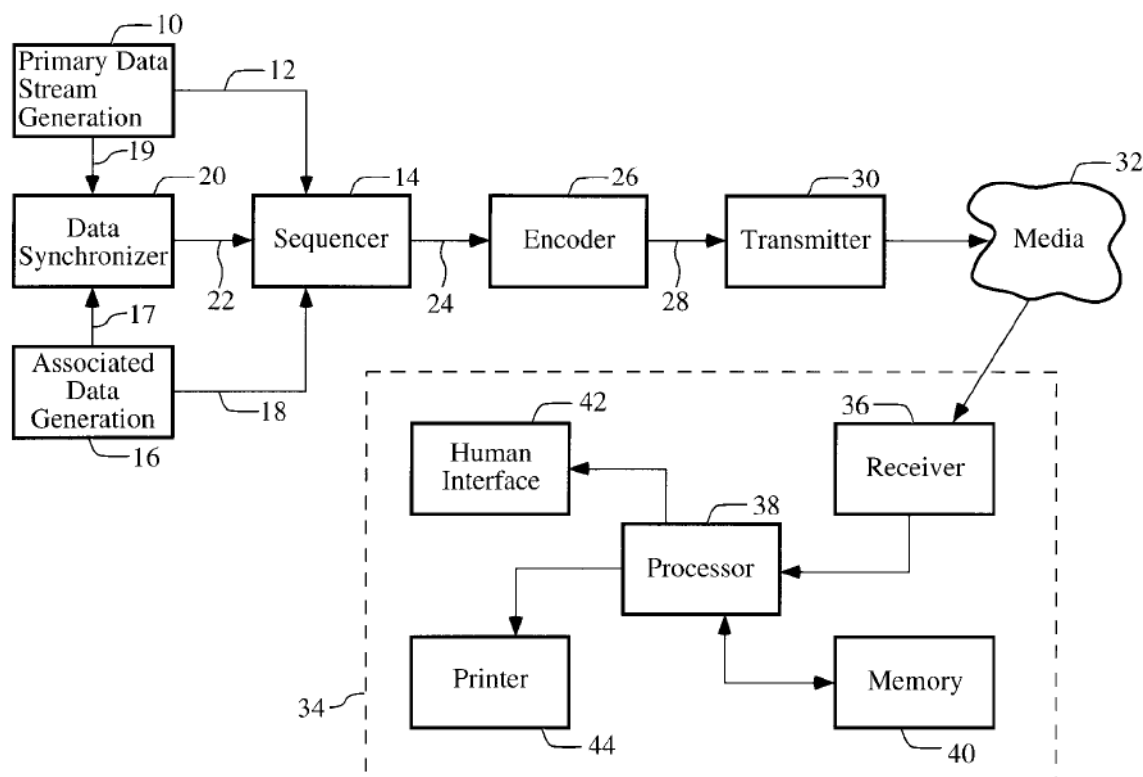 10
Primary Data
Stream
Generation
12
19
20
Data
Synchronizer
22
14
Sequencer
24
26
Encoder
28
30
Transmitter
32
Media
17
Associated
Data
Generation
16
18
42
Human
Interface
36
Receiver
38
Processor
34
Printer
44
Memory
40